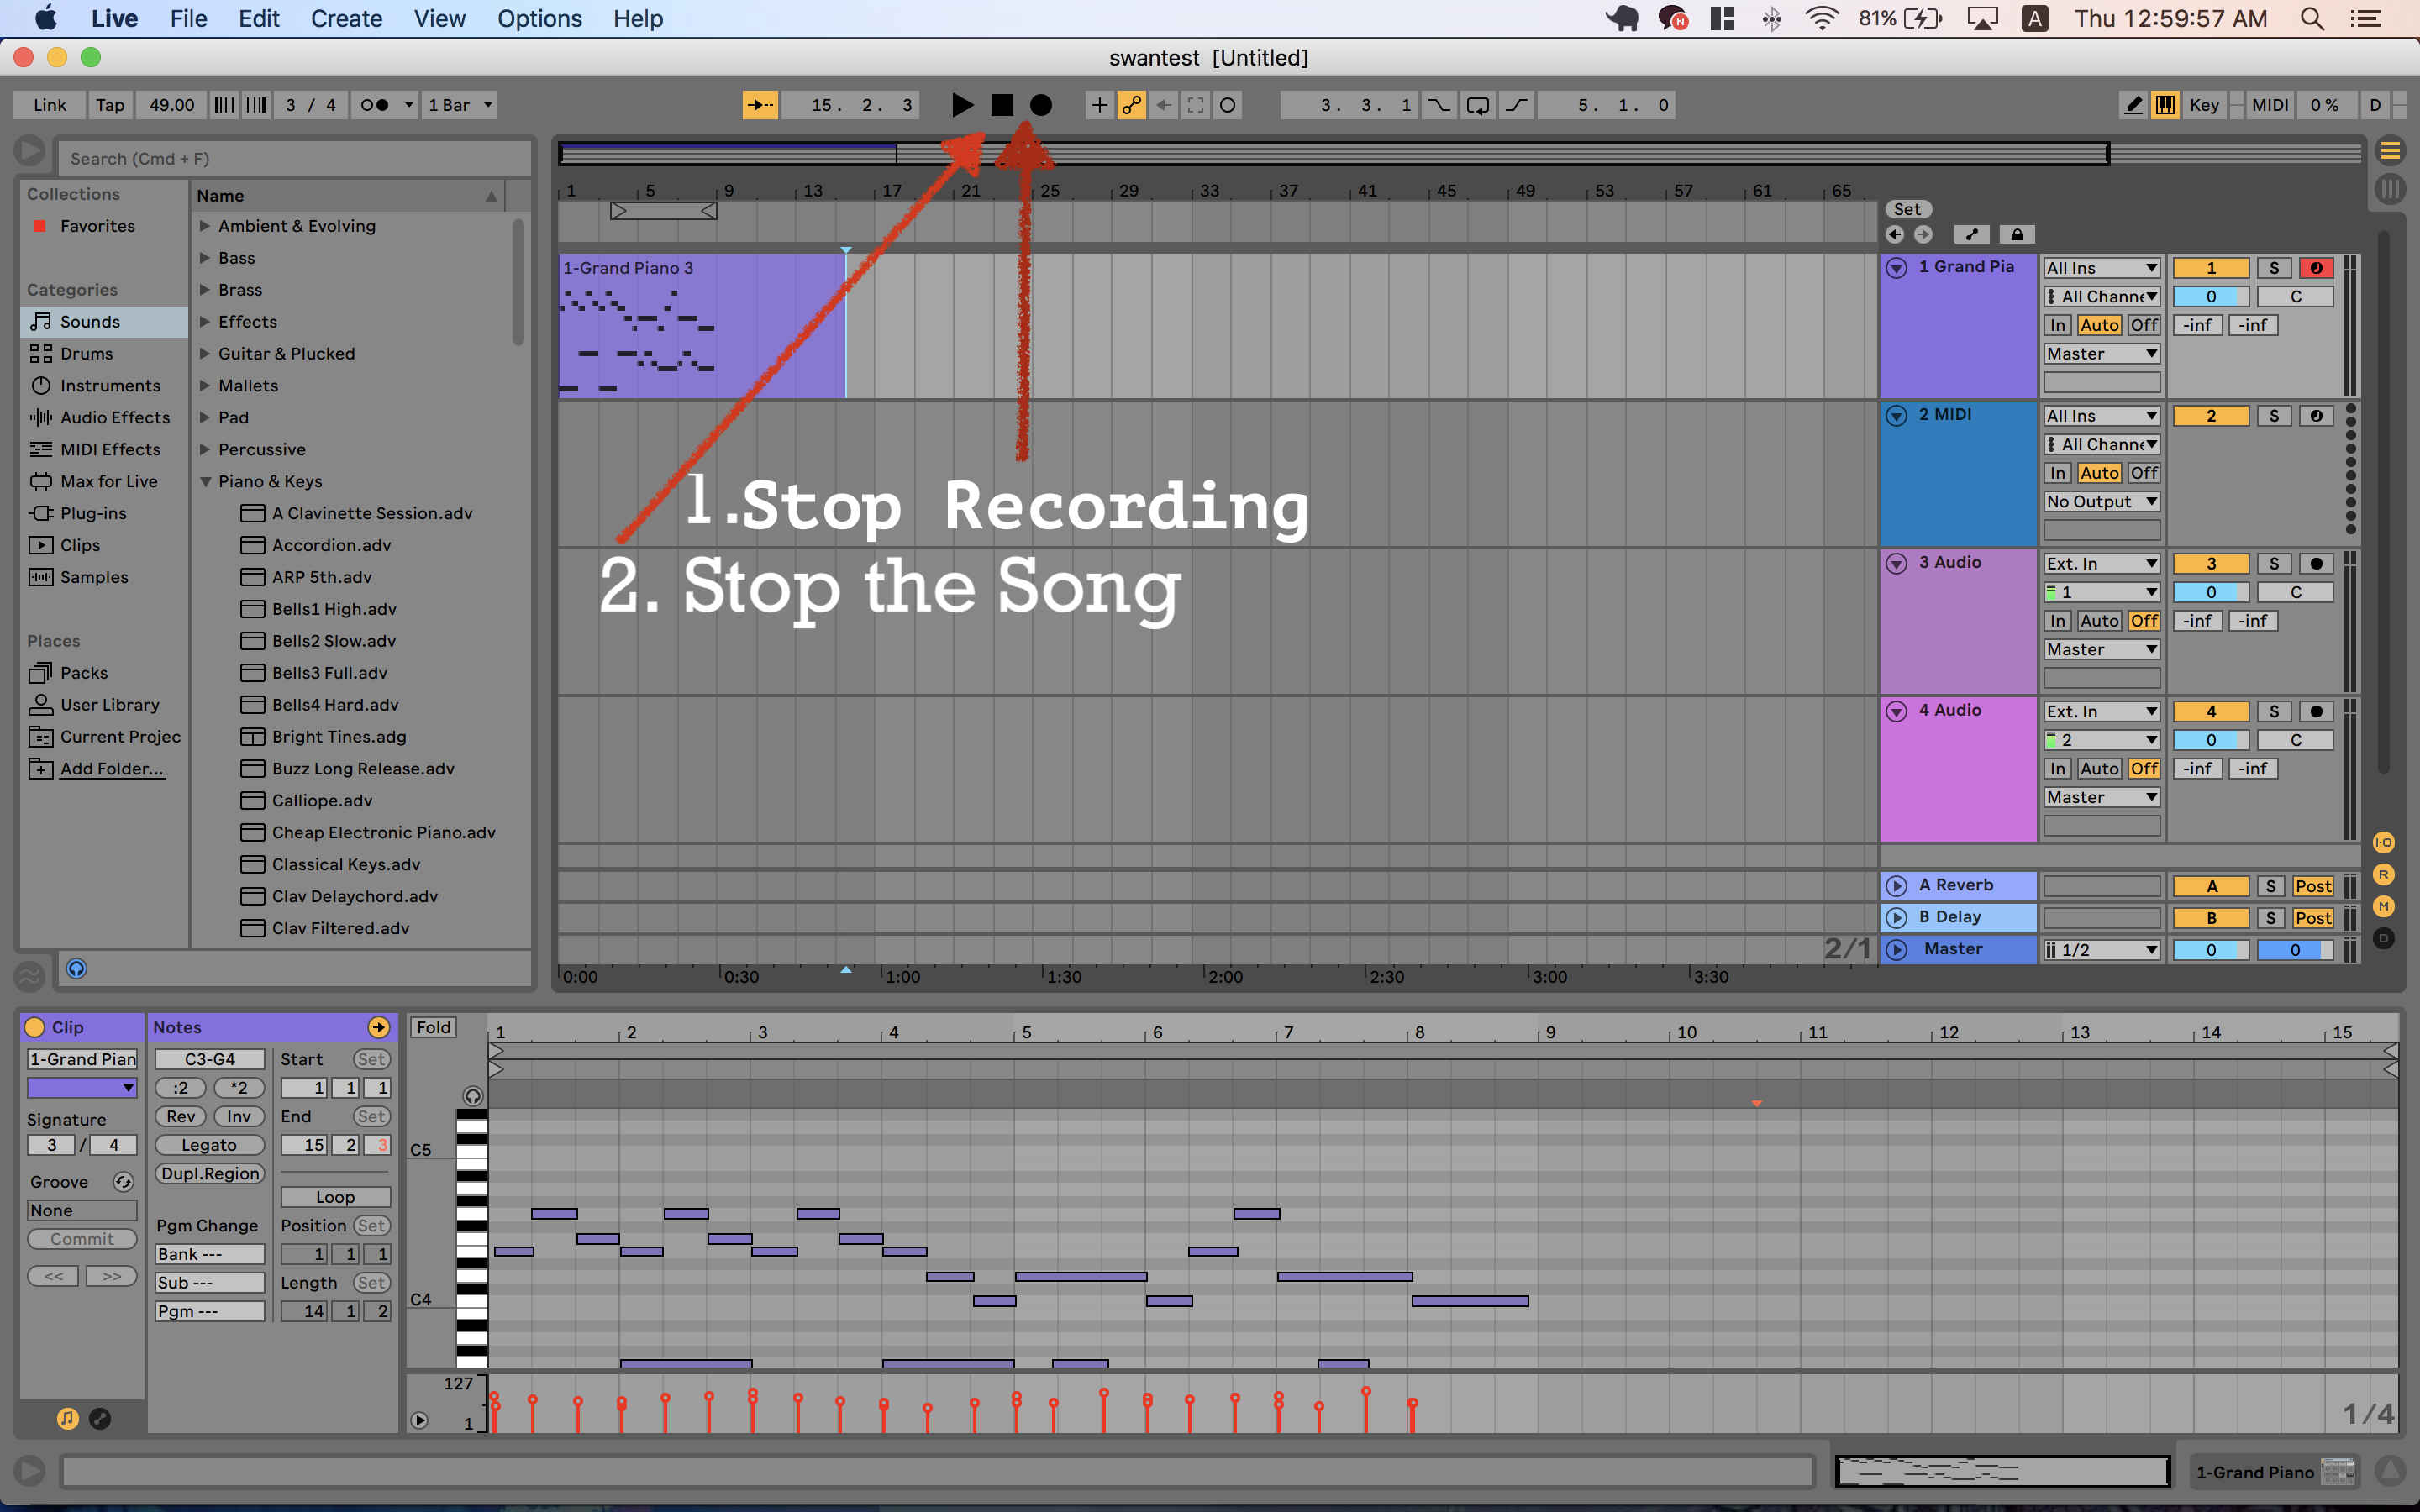 Live File Edit Create View Options Help 81% A Thu 12:59:57 AM
swantest [Untitled]
Link Tap 49.00 3 / 4 1 Bar 15. 2. 3 3. 3. 1 5. 1. 0 Key MIDI 0 % D
Search (Cmd + F)
Collections
Favorites
Categories
Sounds
Drums
Instruments
Audio Effects
MIDI Effects
Max for Live
Plug-ins
Clips
Samples
Places
Packs
User Library
Current Projec
Add Folder...
Name
Ambient & Evolving
Bass
Brass
Effects
Guitar & Plucked
Mallets
Pad
Percussive
Piano & Keys
A Clavinette Session.adv
Accordion.adv
ARP 5th.adv
Bells1 High.adv
Bells2 Slow.adv
Bells3 Full.adv
Bells4 Hard.adv
Bright Tines.adg
Buzz Long Release.adv
Calliope.adv
Cheap Electronic Piano.adv
Classical Keys.adv
Clav Delaychord.adv
Clav Filtered.adv
1 5 9 13 17 21 25 29 33 37 41 45 49 53 57 61 65
1-Grand Piano 3
1.Stop Recording
2. Stop the Song
2/1
0:00 0:30 1:00 1:30 2:00 2:30 3:00 3:30
Set
1 Grand Pia All Ins 1 S
All Channe 0 C
In Auto Off -inf -inf
Master
2 MIDI All Ins 2 S
All Channe
In Auto Off
No Output
3 Audio Ext. In 3 S
1 0 C
In Auto Off -inf -inf
Master
4 Audio Ext. In 4 S
2 0 C
In Auto Off -inf -inf
Master
A Reverb A S Post
B Delay B S Post
Master 1/2 0 0
I-O
R
M
D
Clip
1-Grand Pian
Signature
3 / 4
Groove
None
Commit
<< >>
Notes
C3-G4
:2 *2
Rev Inv
Legato
Dupl.Region
Pgm Change
Bank ---
Sub ---
Pgm ---
Start Set
1 1 1
End Set
15 2 3
Loop
Position Set
1 1 1
Length Set
14 1 2
Fold 1 2 3 4 5 6 7 8 9 10 11 12 13 14 15
C5
C4
127
1
1/4
1-Grand Piano